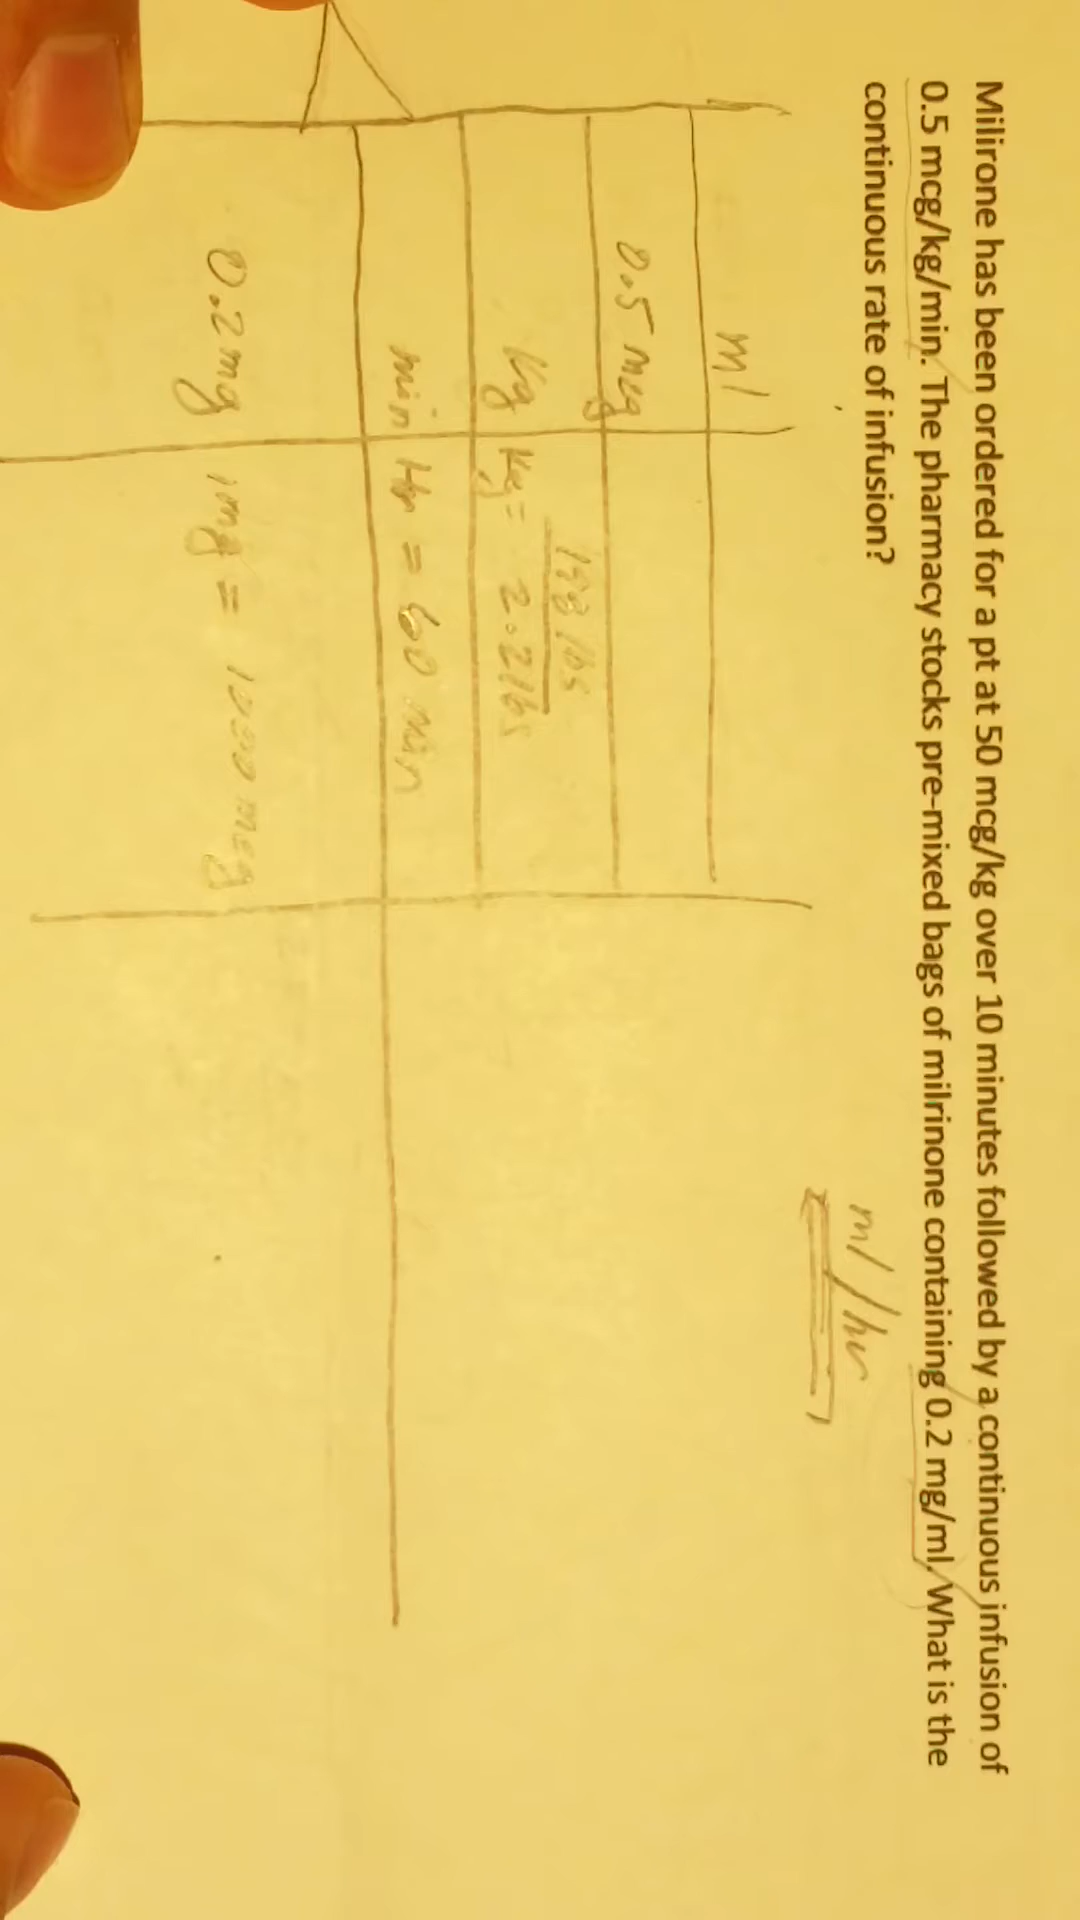 Milirone has been ordered for a pt at 50 mcg/kg over 10 minutes followed by a continuous infusion of
0.5 mcg/kg/min. The pharmacy stocks pre-mixed bags of milrinone containing 0.2 mg/ml. What is the
continuous rate of infusion?
ml/hr
ml
0.5 mcg
lbs
kg Kg = 2.2 lbs
min Hr = 60 min
0.2 mg 1 mg = 1000 mcg